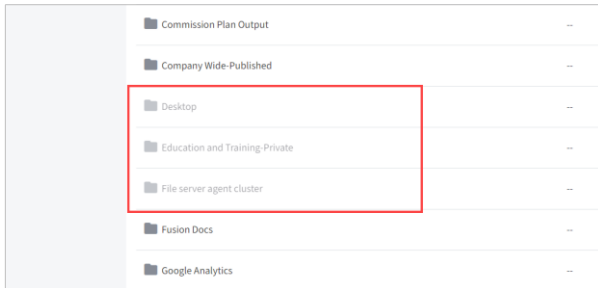 Commission Plan Output --
Company Wide-Published --
Desktop --
Education and Training-Private --
File server agent cluster --
Fusion Docs --
Google Analytics --